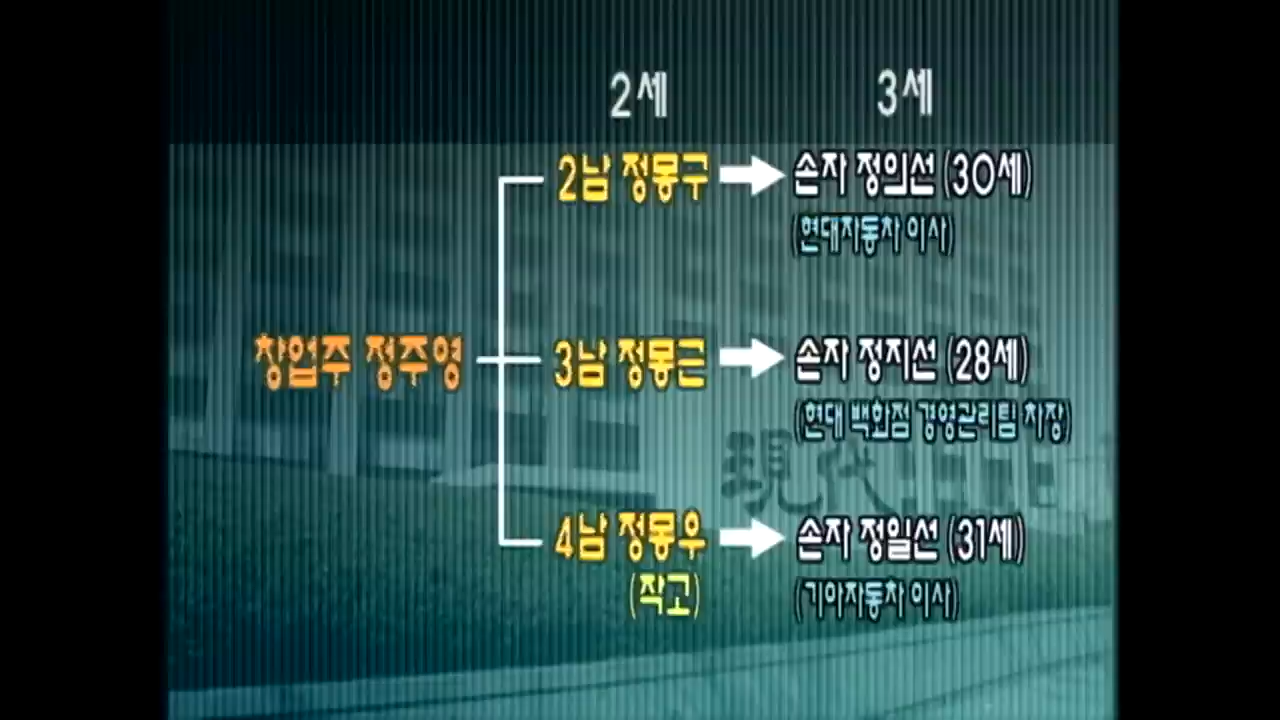 2세 3세
2남 정몽구 손자 정의선 (30세)
(현대자동차 이사)
창업주 정주영 3남 정몽근 손자 정지선 (28세)
(현대 백화점 경영관리팀 차장)
現代
4남 정몽우 손자 정일선 (31세)
(작고) (기아자동차 이사)